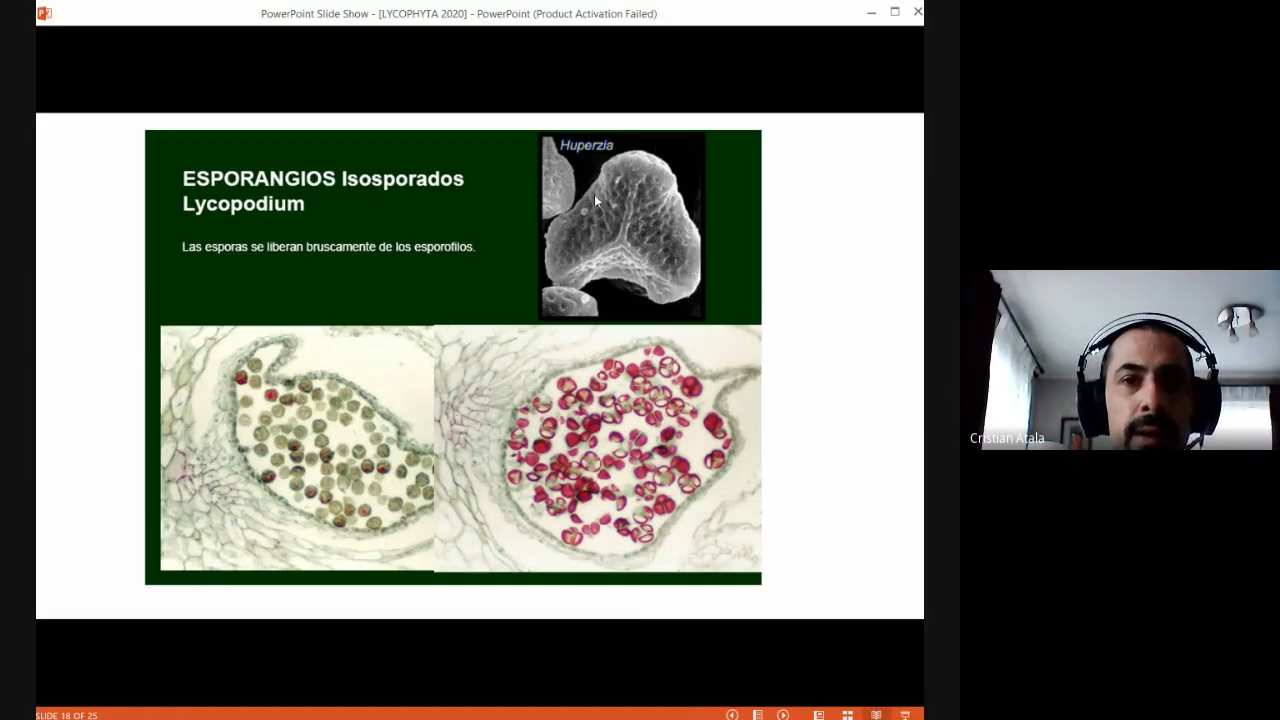 PowerPoint Slide Show - [LYCOPHYTA 2020] - PowerPoint (Product Activation Failed)
Huperzia
ESPORANGIOS Isosporados
Lycopodium
Las esporas se liberan bruscamente de los esporofilos.
Cristian Atala
SLIDE 18 OF 25